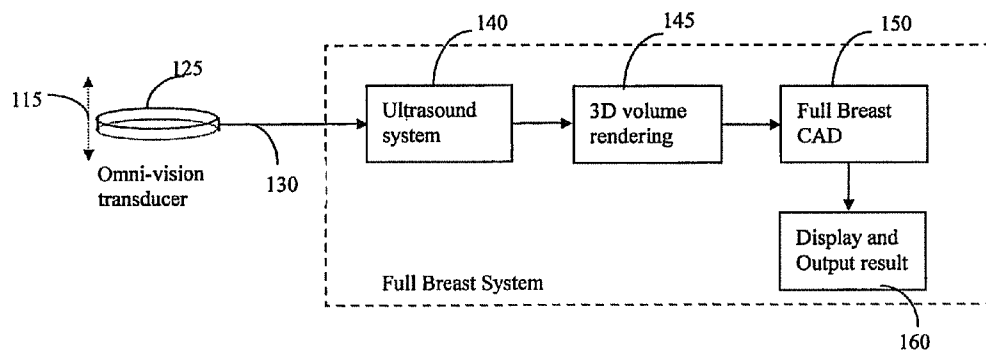 140
145
150
125
115
Ultrasound
system
3D volume
rendering
Full Breast
CAD
Omni-vision
transducer
130
Display and
Output result
Full Breast System
160